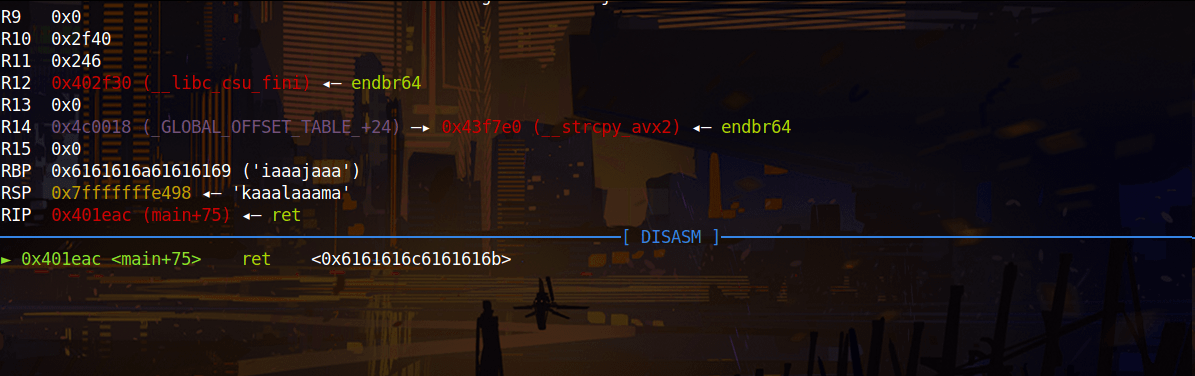 R9 0x0
R10 0x2f40
R11 0x246
R12 0x402f30 (__libc_csu_fini) ◂— endbr64
R13 0x0
R14 0x4c0018 (_GLOBAL_OFFSET_TABLE_+24) —▸ 0x43f7e0 (__strcpy_avx2) ◂— endbr64
R15 0x0
RBP 0x6161616a61616169 ('iaaajaaa')
RSP 0x7fffffffe498 ◂— 'kaaalaaama'
RIP 0x401eac (main+75) ◂— ret
[ DISASM ]
► 0x401eac <main+75> ret <0x6161616c6161616b>